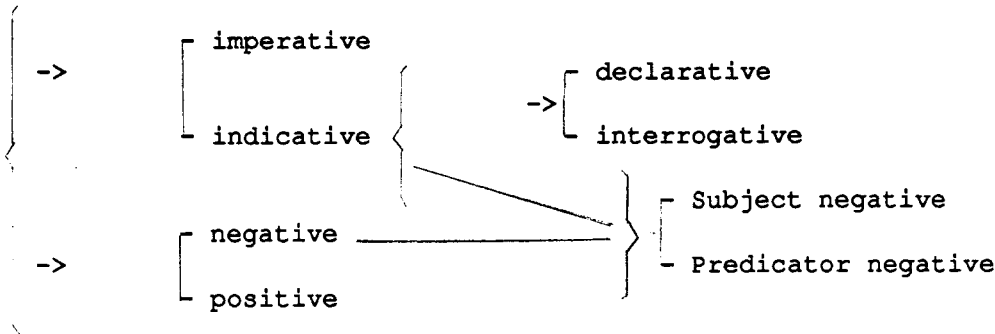 imperative
-> declarative
->
indicative interrogative
Subject negative
negative
-> Predicator negative
positive